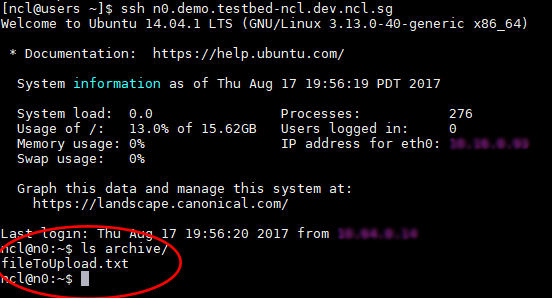 [ncl@users ~]$ ssh n0.demo.testbed-ncl.dev.ncl.sg
Welcome to Ubuntu 14.04.1 LTS (GNU/Linux 3.13.0-40-generic x86_64)
* Documentation: https://help.ubuntu.com/
System information as of Thu Aug 17 19:56:19 PDT 2017
System load: 0.0 Processes: 276
Usage of /: 13.0% of 15.62GB Users logged in: 0
Memory usage: 0% IP address for eth0:
Swap usage: 0%
Graph this data and manage this system at:
https://landscape.canonical.com/
Last login: Thu Aug 17 19:56:20 2017 from
ncl@n0:~$ ls archive/
fileToUpload.txt
ncl@n0:~$